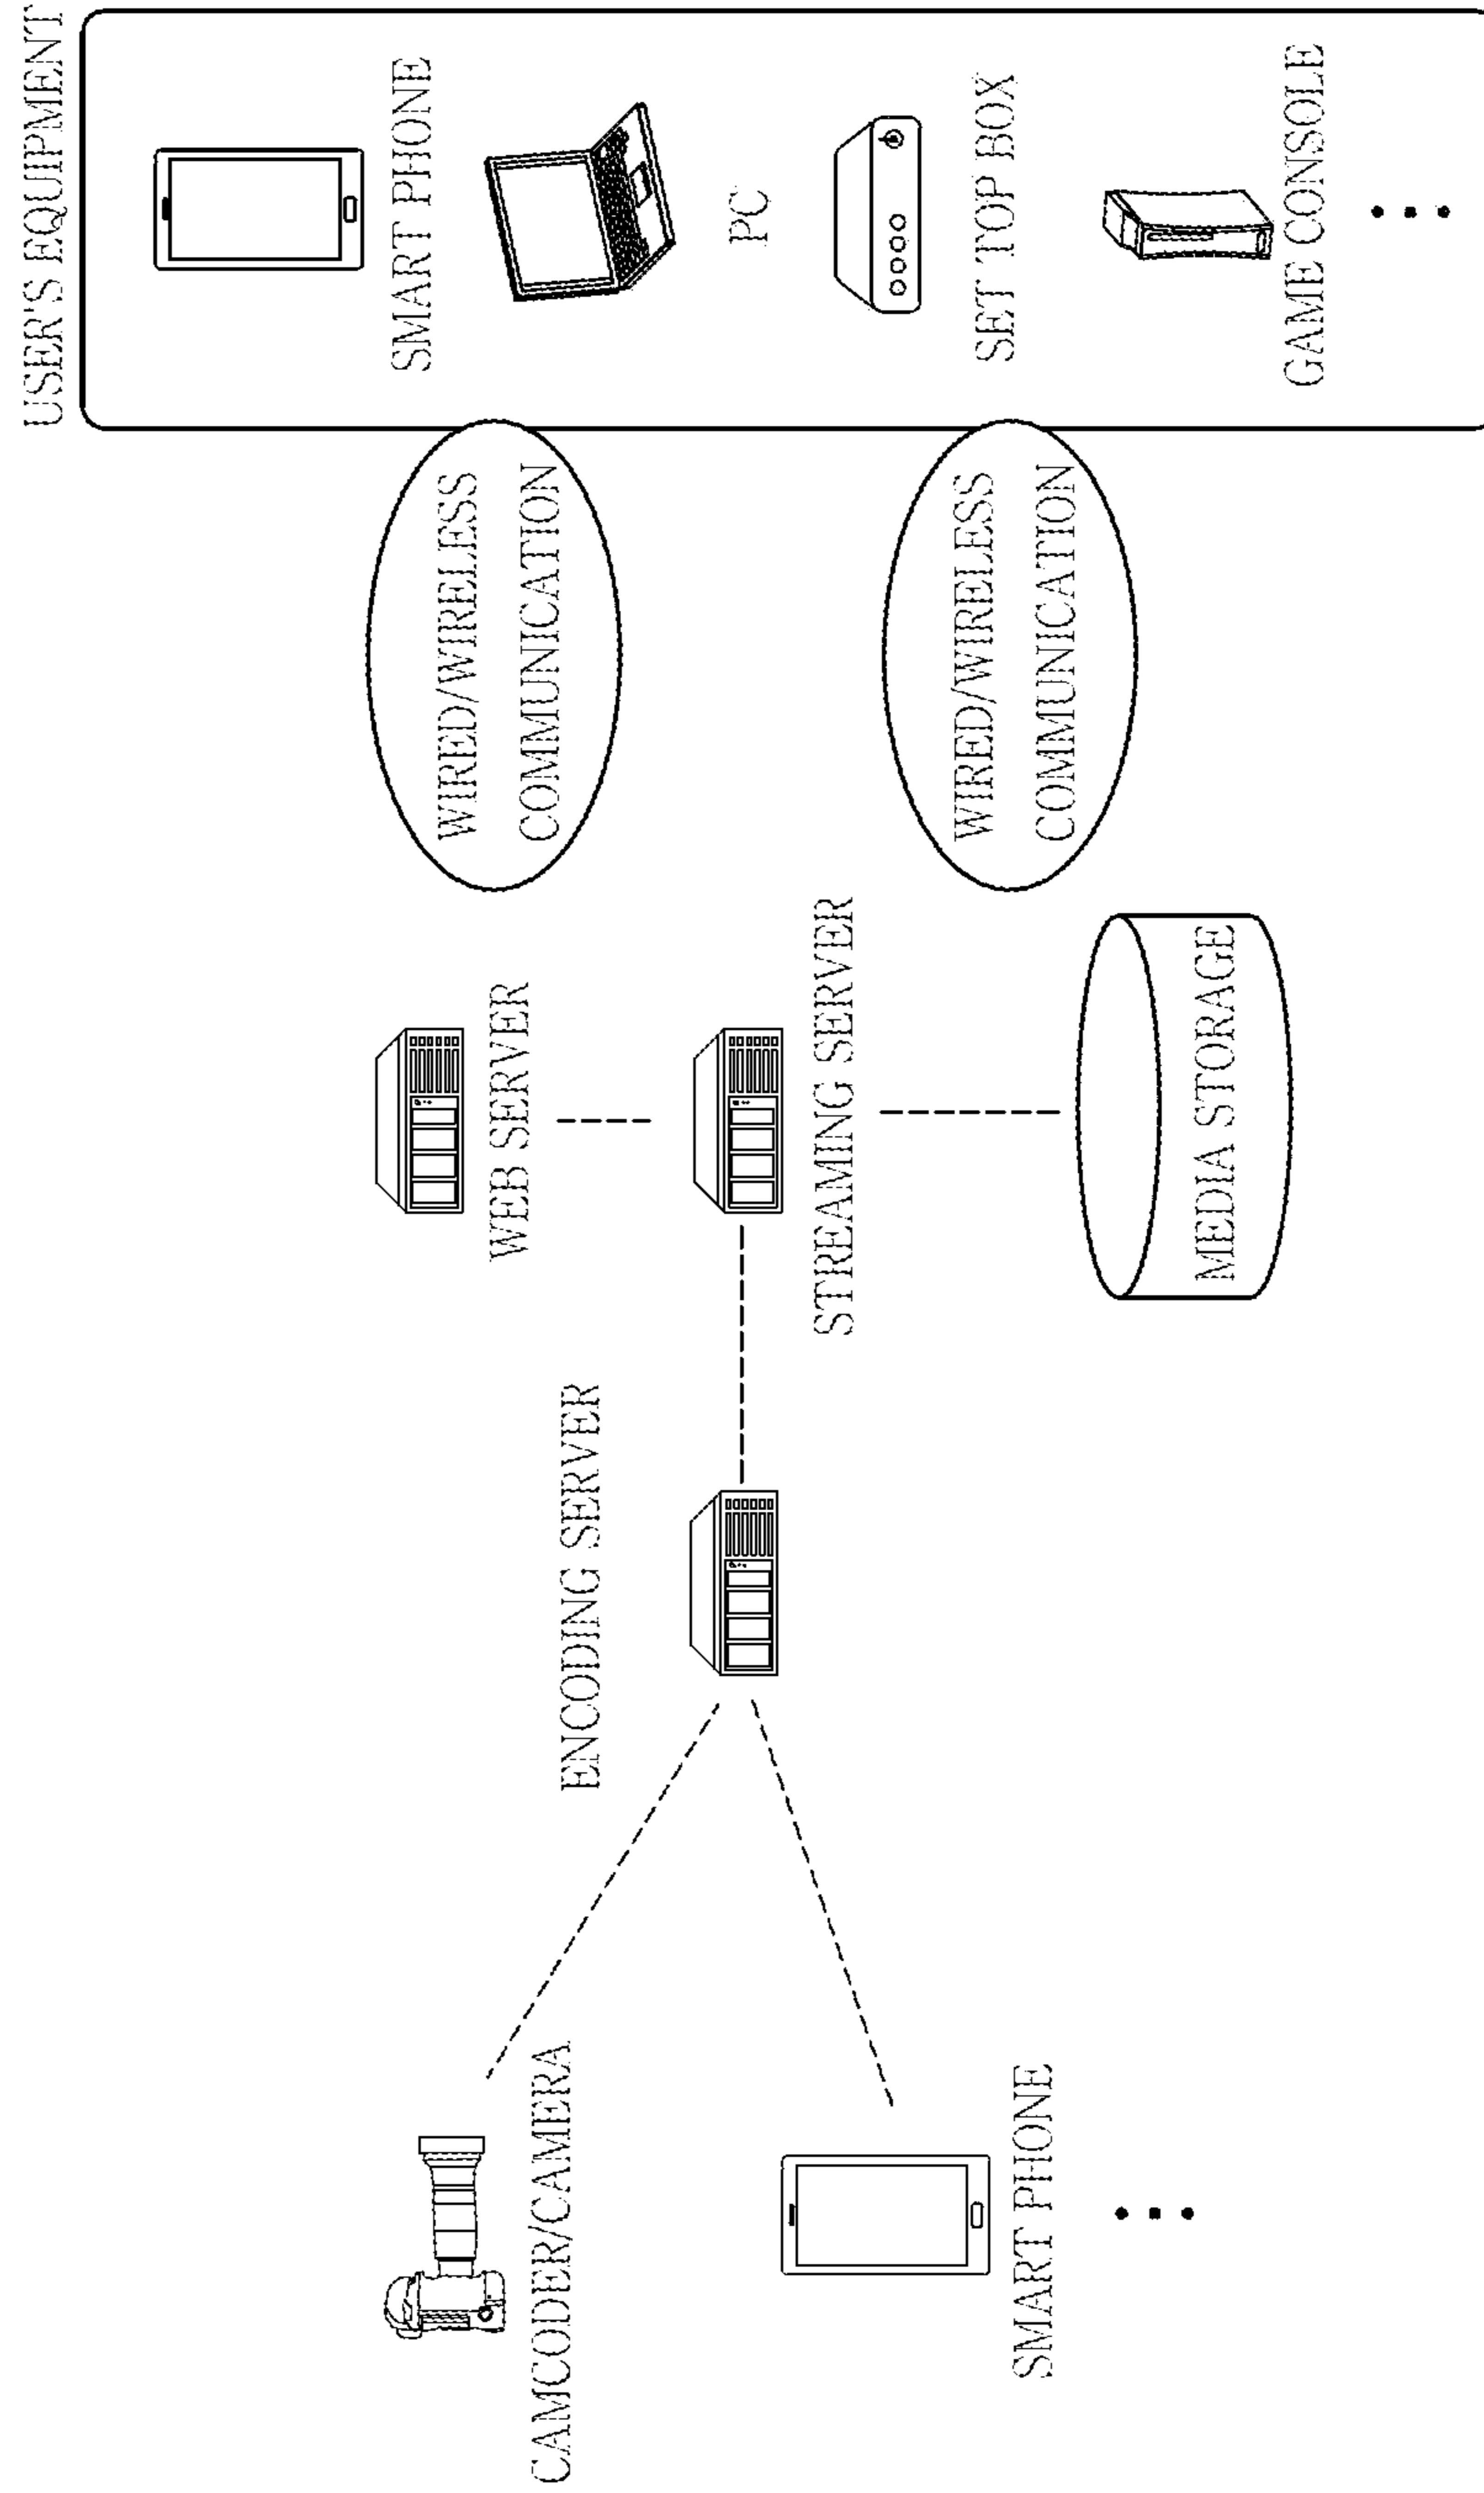 CAMCODER/CAMERA
SMART PHONE
ENCODING SERVER
WEB SERVER
STREAMING SERVER
MEDIA STORAGE
WIRED/WIRELESS
COMMUNICATION
WIRED/WIRELESS
COMMUNICATION
USER'S EQUIPMENT
SMART PHONE
PC
SET TOP BOX
GAME CONSOLE